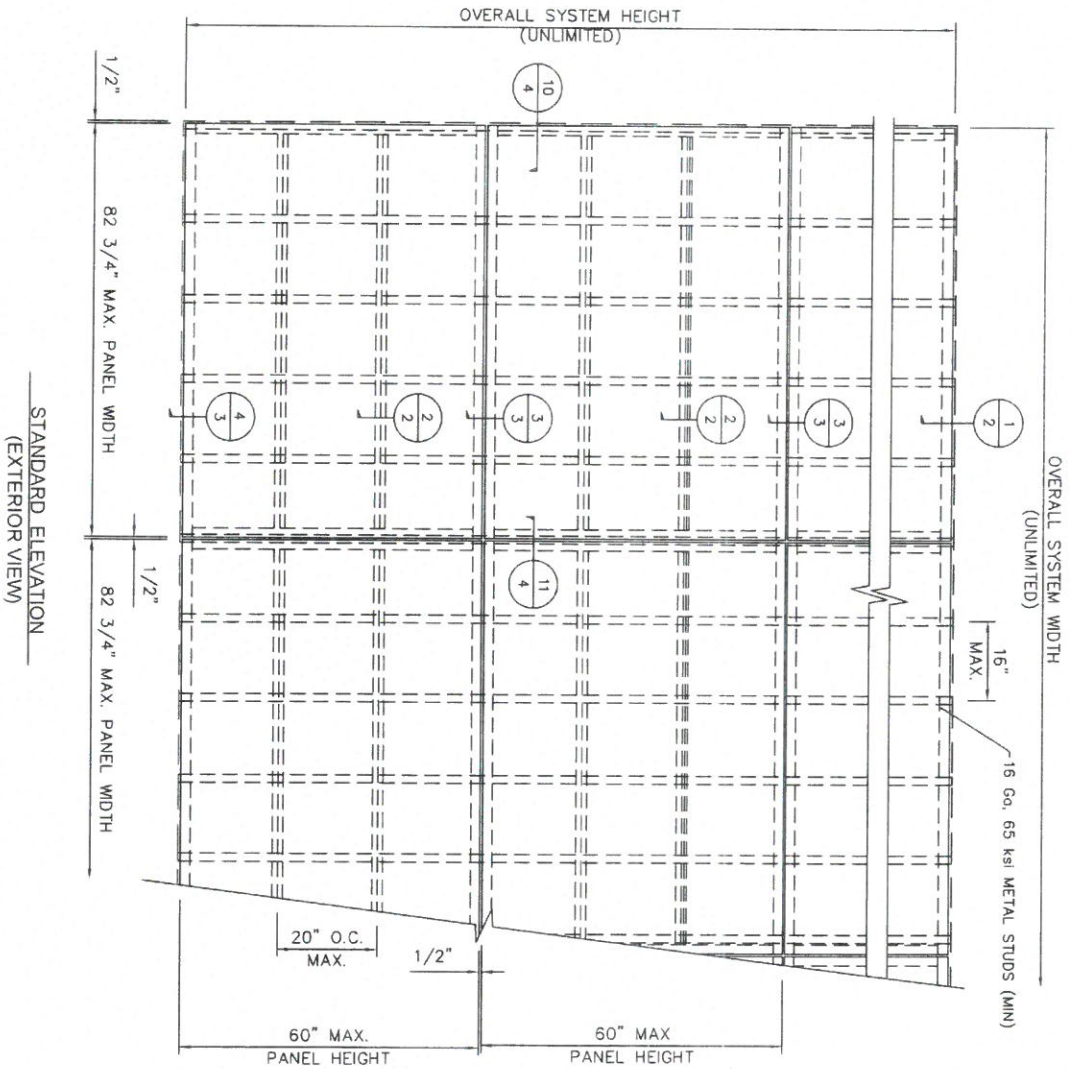 OVERALL SYSTEM HEIGHT
(UNLIMITED)
OVERALL SYSTEM WIDTH
(UNLIMITED)
1/2"
82 3/4" MAX. PANEL WIDTH
1/2"
82 3/4" MAX. PANEL WIDTH
10
4
4
3
2
2
3
3
2
2
3
3
1
2
11
4
16"
MAX.
16 Ga, 65 ksi METAL STUDS (MIN)
20" O.C.
MAX.
1/2"
60" MAX.
PANEL HEIGHT
60" MAX
PANEL HEIGHT
STANDARD ELEVATION
(EXTERIOR VIEW)